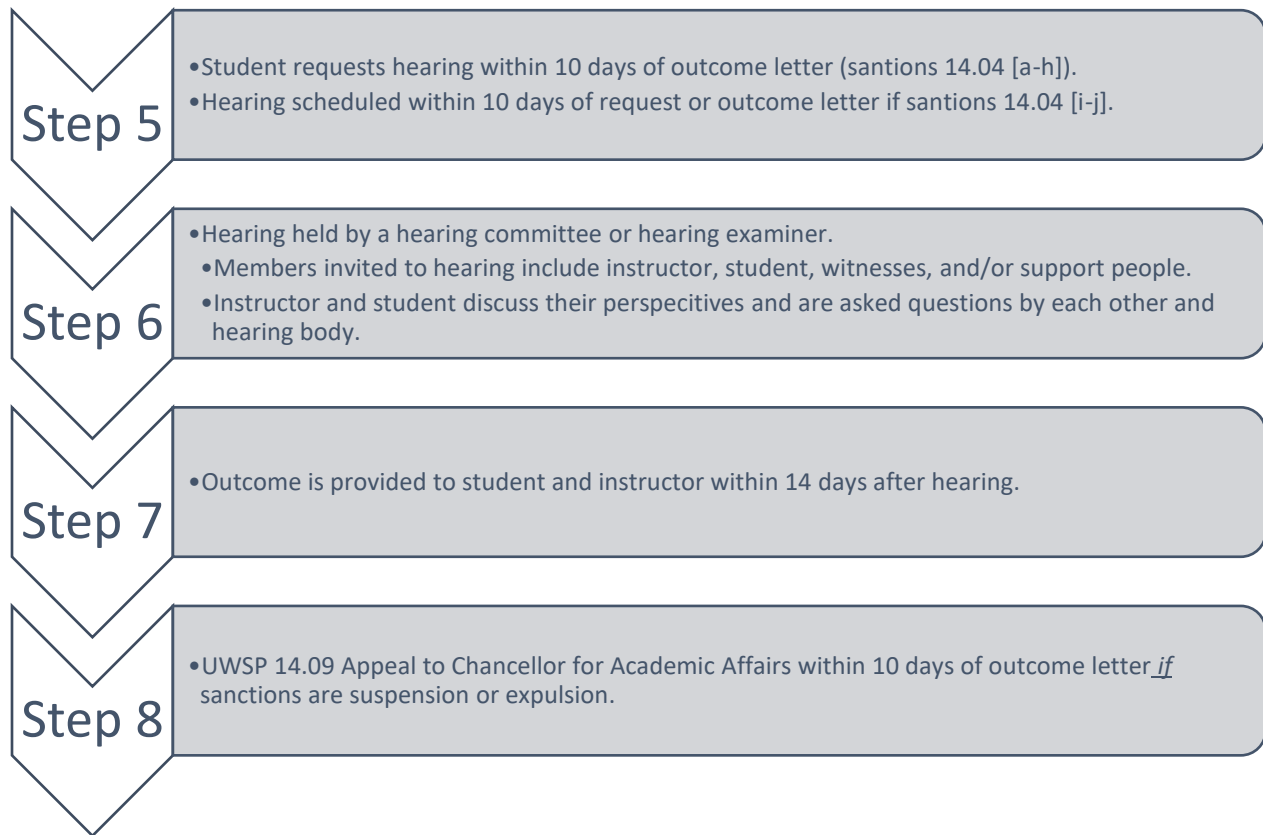 Step 5
•Student requests hearing within 10 days of outcome letter (santions 14.04 [a-h]).
•Hearing scheduled within 10 days of request or outcome letter if santions 14.04 [i-j].
Step 6
•Hearing held by a hearing committee or hearing examiner.
•Members invited to hearing include instructor, student, witnesses, and/or support people.
•Instructor and student discuss their perspecitives and are asked questions by each other and
hearing body.
Step 7
•Outcome is provided to student and instructor within 14 days after hearing.
Step 8
•UWSP 14.09 Appeal to Chancellor for Academic Affairs within 10 days of outcome letter if
sanctions are suspension or expulsion.